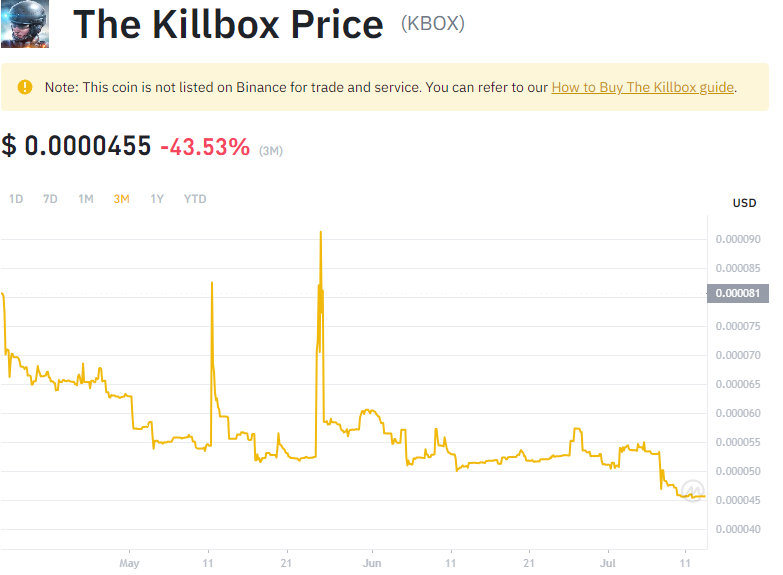 The Killbox Price (KBOX)
Note: This coin is not listed on Binance for trade and service. You can refer to our How to Buy The Killbox guide.
$ 0.0000455 -43.53% (3M)
1D 7D 1M 3M 1Y YTD
USD
0.000090
0.000085
0.000081
0.000075
0.000070
0.000065
0.000060
0.000055
0.000050
0.000045
0.000040
May 11 21 Jun 11 21 Jul 11